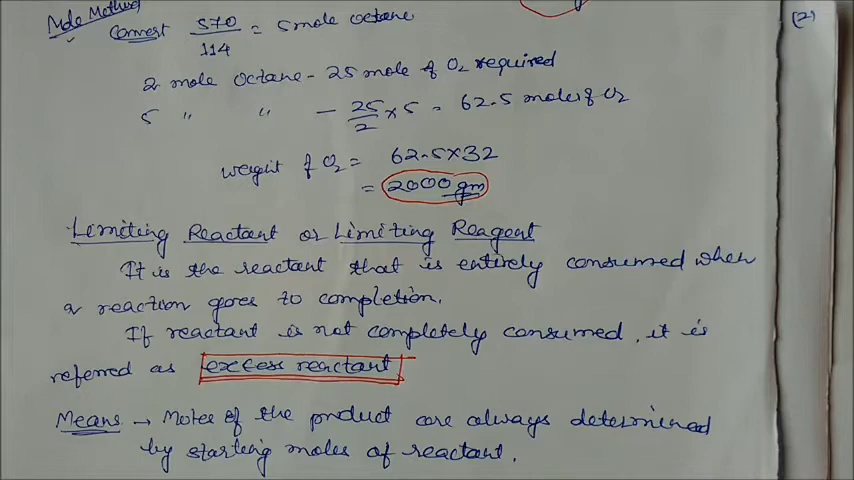 Mole Method
Convert 570/114 = 5 mole octane
2 mole octane - 25 mole of O2 required
5 " " - 25/2 × 5 = 62.5 moles of O2
weight of O2 = 62.5×32
= 2000 gm
Limiting Reactant or Limiting Reagent
It is the reactant that is entirely consumed when
a reaction goes to completion.
If reactant is not completely consumed, it is
referred as excess reactant
Means → Moles of the product are always determined
by starting moles of reactant.
(2)